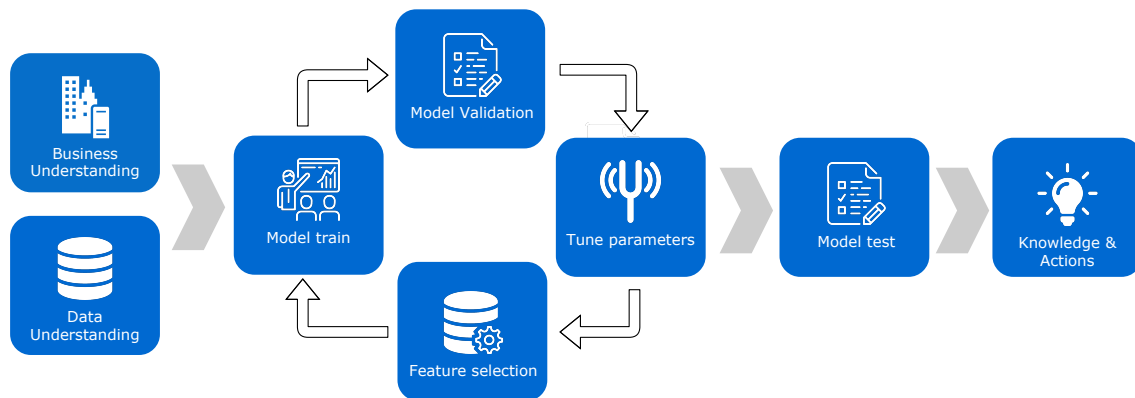 Business
Understanding
Data
Understanding
Model train
Model Validation
Feature selection
Tune parameters
Model test
Knowledge &
Actions